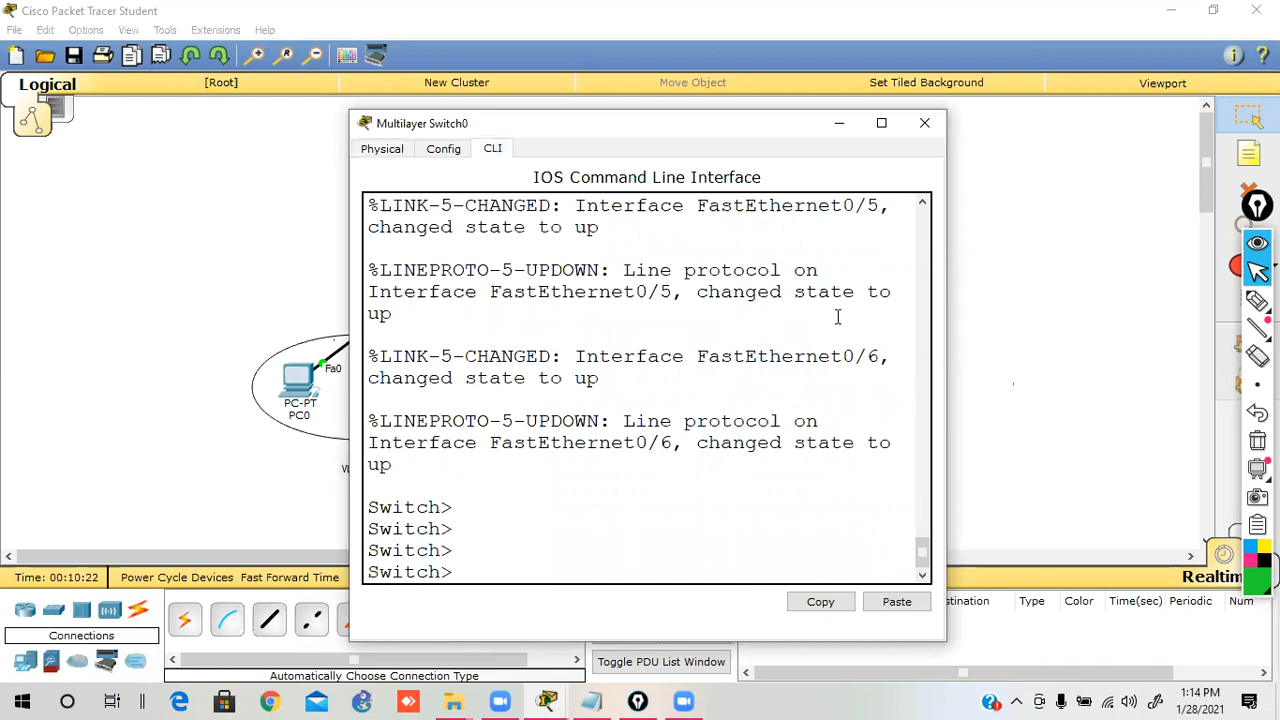 Cisco Packet Tracer Student
File Edit Options View Tools Extensions Help
Logical [Root] New Cluster Move Object Set Tiled Background Viewport
Multilayer Switch0
Physical Config CLI
IOS Command Line Interface
%LINK-5-CHANGED: Interface FastEthernet0/5,
changed state to up
%LINEPROTO-5-UPDOWN: Line protocol on
Interface FastEthernet0/5, changed state to
up
%LINK-5-CHANGED: Interface FastEthernet0/6,
changed state to up
%LINEPROTO-5-UPDOWN: Line protocol on
Interface FastEthernet0/6, changed state to
up
Switch>
Switch>
Switch>
Switch>
Copy Paste
Fa0
PC-PT
PC0
VL
Time: 00:10:22 Power Cycle Devices Fast Forward Time
Realtim
stination Type Color Time(sec) Periodic Num
Connections
Toggle PDU List Window
Automatically Choose Connection Type
1:14 PM
1/28/2021